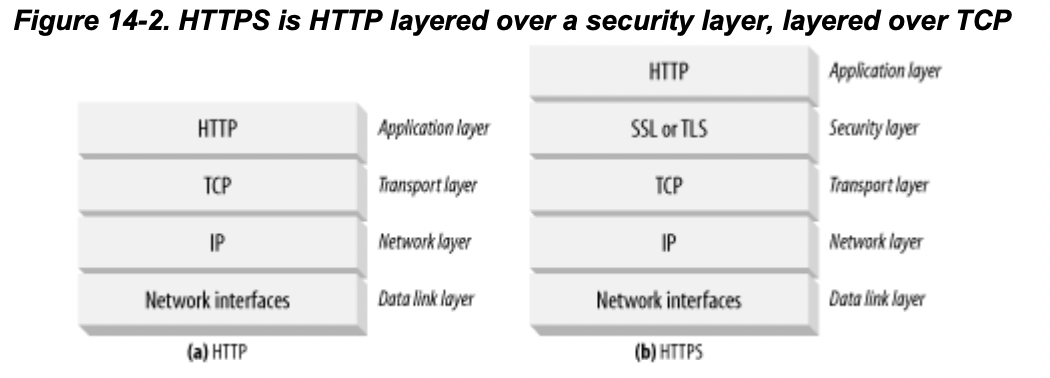 Figure 14-2. HTTPS is HTTP layered over a security layer, layered over TCP
HTTP Application layer
TCP Transport layer
IP Network layer
Network interfaces Data link layer
(a) HTTP
HTTP Application layer
SSL or TLS Security layer
TCP Transport layer
IP Network layer
Network interfaces Data link layer
(b) HTTPS